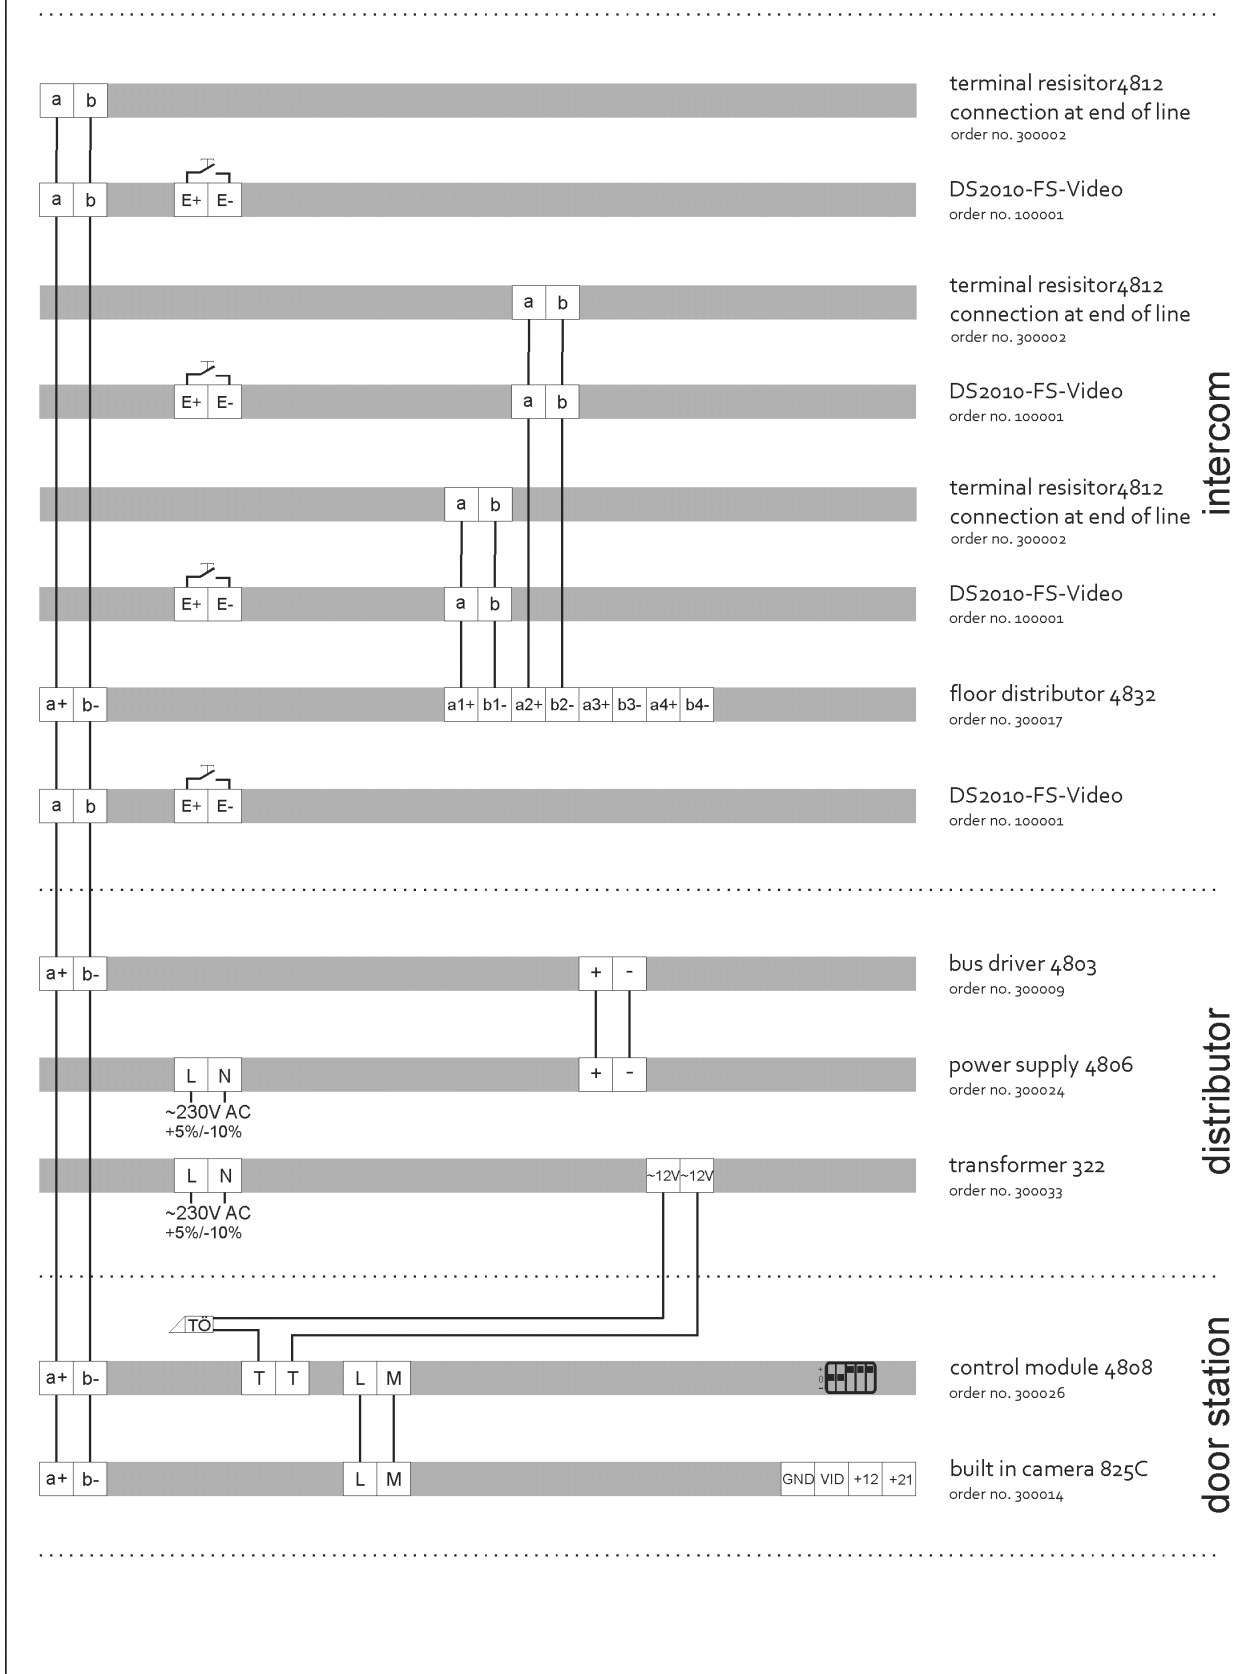 a b
terminal resisitor4812
connection at end of line
order no. 300002
a b E+ E-
DS2010-FS-Video
order no. 100001
a b
terminal resisitor4812
connection at end of line
order no. 300002
E+ E- a b
DS2010-FS-Video
order no. 100001
intercom
a b
terminal resisitor4812
connection at end of line
order no. 300002
E+ E- a b
DS2010-FS-Video
order no. 100001
a+ b- a1+ b1- a2+ b2- a3+ b3- a4+ b4-
floor distributor 4832
order no. 300017
a b E+ E-
DS2010-FS-Video
order no. 100001
a+ b- + -
bus driver 4803
order no. 300009
L N + -
~230V AC
+5%/-10%
power supply 4806
order no. 300024
distributor
L N ~12V ~12V
~230V AC
+5%/-10%
transformer 322
order no. 300033
TÖ
a+ b- T T L M + 0 -
control module 4808
order no. 300026
door station
a+ b- L M GND VID +12 +21
built in camera 825C
order no. 300014